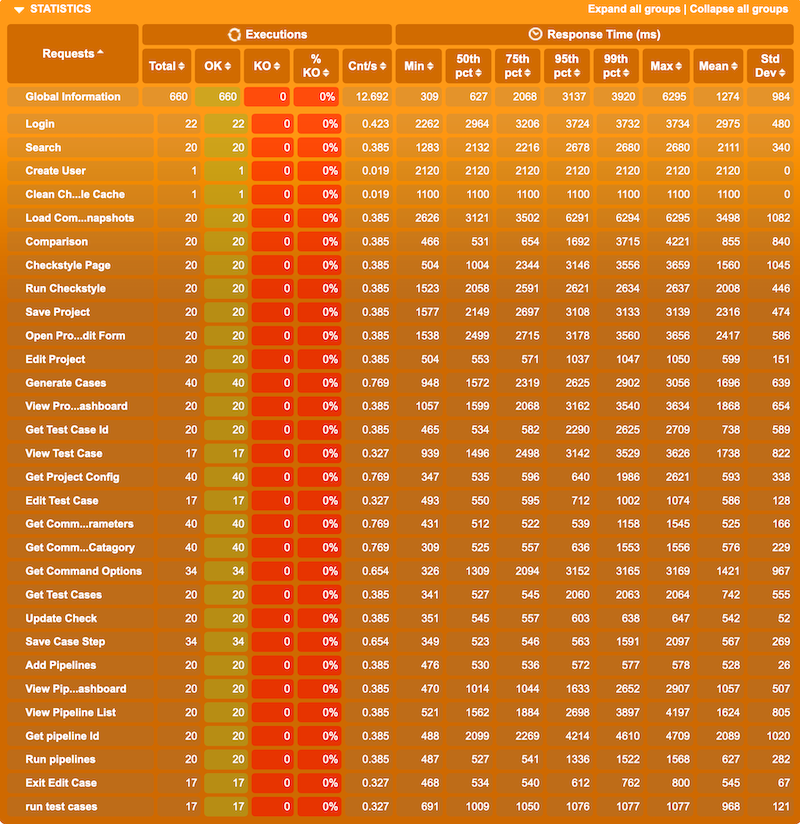 STATISTICS Expand all groups | Collapse all groups
Executions Response Time (ms)
Requests Total OK KO % KO Cnt/s Min 50th pct 75th pct 95th pct 99th pct Max Mean Std Dev
Global Information 660 660 0 0% 12.692 309 627 2068 3137 3920 6295 1274 984
Login 22 22 0 0% 0.423 2262 2964 3206 3724 3732 3734 2975 480
Search 20 20 0 0% 0.385 1283 2132 2216 2678 2680 2680 2111 340
Create User 1 1 0 0% 0.019 2120 2120 2120 2120 2120 2120 2120 0
Clean Ch...le Cache 1 1 0 0% 0.019 1100 1100 1100 1100 1100 1100 1100 0
Load Com...napshots 20 20 0 0% 0.385 2626 3121 3502 6291 6294 6295 3498 1082
Comparison 20 20 0 0% 0.385 466 531 654 1692 3715 4221 855 840
Checkstyle Page 20 20 0 0% 0.385 504 1004 2344 3146 3556 3659 1560 1045
Run Checkstyle 20 20 0 0% 0.385 1523 2058 2591 2621 2634 2637 2008 446
Save Project 20 20 0 0% 0.385 1577 2149 2697 3108 3133 3139 2316 474
Open Pro...dit Form 20 20 0 0% 0.385 1538 2499 2715 3178 3560 3656 2417 586
Edit Project 20 20 0 0% 0.385 504 553 571 1037 1047 1050 599 151
Generate Cases 40 40 0 0% 0.769 948 1572 2319 2625 2902 3056 1696 639
View Pro...ashboard 20 20 0 0% 0.385 1057 1599 2068 3162 3540 3634 1868 654
Get Test Case Id 20 20 0 0% 0.385 465 534 582 2290 2625 2709 738 589
View Test Case 17 17 0 0% 0.327 939 1496 2498 3142 3529 3626 1738 822
Get Project Config 40 40 0 0% 0.769 347 535 596 640 1986 2621 593 338
Edit Test Case 17 17 0 0% 0.327 493 550 595 712 1002 1074 586 128
Get Comm...rameters 40 40 0 0% 0.769 431 512 522 539 1158 1545 525 166
Get Comm...Catagory 40 40 0 0% 0.769 309 525 557 636 1553 1556 576 229
Get Command Options 34 34 0 0% 0.654 326 1309 2094 3152 3165 3169 1421 967
Get Test Cases 20 20 0 0% 0.385 341 527 545 2060 2063 2064 742 555
Update Check 20 20 0 0% 0.385 351 545 557 603 638 647 542 52
Save Case Step 34 34 0 0% 0.654 349 523 546 563 1591 2097 567 269
Add Pipelines 20 20 0 0% 0.385 476 530 536 572 577 578 528 26
View Pip...ashboard 20 20 0 0% 0.385 470 1014 1044 1633 2652 2907 1057 507
View Pipeline List 20 20 0 0% 0.385 521 1562 1884 2698 3897 4197 1624 805
Get pipeline Id 20 20 0 0% 0.385 488 2099 2269 4214 4610 4709 2089 1020
Run pipelines 20 20 0 0% 0.385 487 527 541 1336 1522 1568 627 282
Exit Edit Case 17 17 0 0% 0.327 468 534 540 612 762 800 545 67
run test cases 17 17 0 0% 0.327 691 1009 1050 1076 1077 1077 968 121